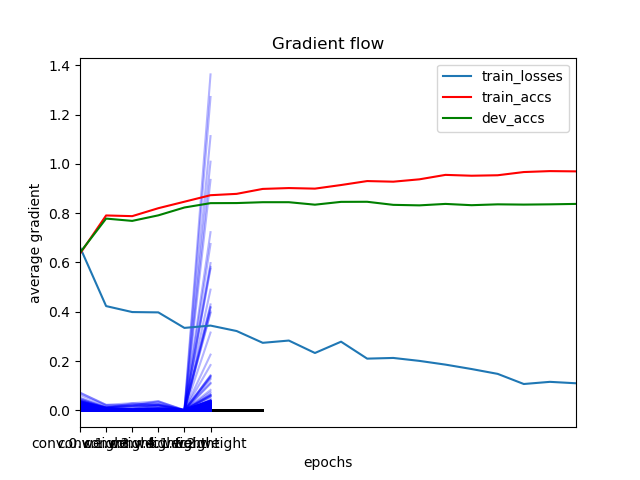 Gradient flow
1.4
1.2
1.0
0.8
0.6
0.4
0.2
0.0
average gradient
train_losses
train_accs
dev_accs
epochs